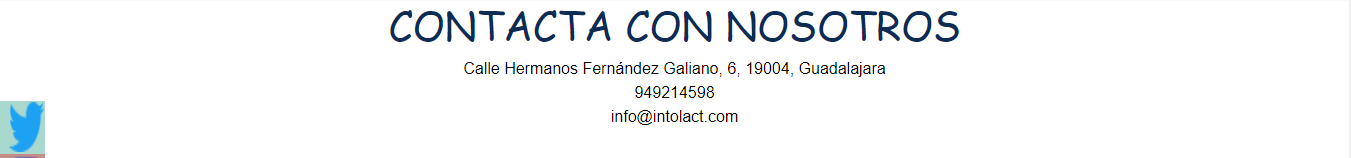 CONTACTA CON NOSOTROS
Calle Hermanos Fernández Galiano, 6, 19004, Guadalajara
949214598
info@intolact.com